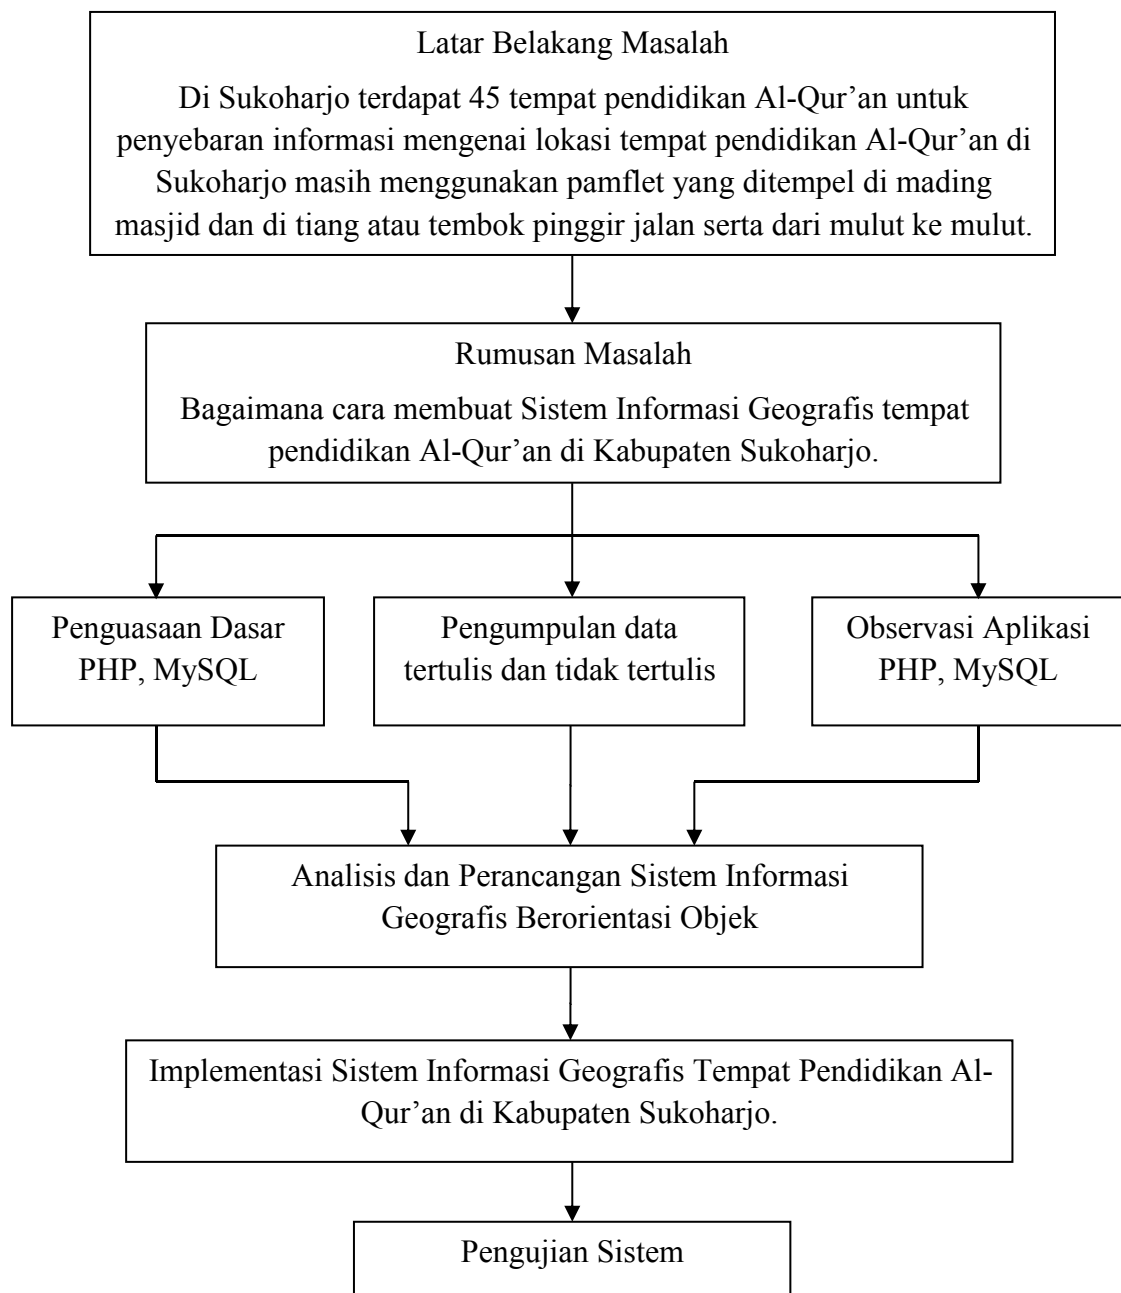 Latar Belakang Masalah
Di Sukoharjo terdapat 45 tempat pendidikan Al-Qur’an untuk
penyebaran informasi mengenai lokasi tempat pendidikan Al-Qur’an di
Sukoharjo masih menggunakan pamflet yang ditempel di mading
masjid dan di tiang atau tembok pinggir jalan serta dari mulut ke mulut.
Rumusan Masalah
Bagaimana cara membuat Sistem Informasi Geografis tempat
pendidikan Al-Qur’an di Kabupaten Sukoharjo.
Penguasaan Dasar
PHP, MySQL
Pengumpulan data
tertulis dan tidak tertulis
Observasi Aplikasi
PHP, MySQL
Analisis dan Perancangan Sistem Informasi
Geografis Berorientasi Objek
Implementasi Sistem Informasi Geografis Tempat Pendidikan Al-
Qur’an di Kabupaten Sukoharjo.
Pengujian Sistem